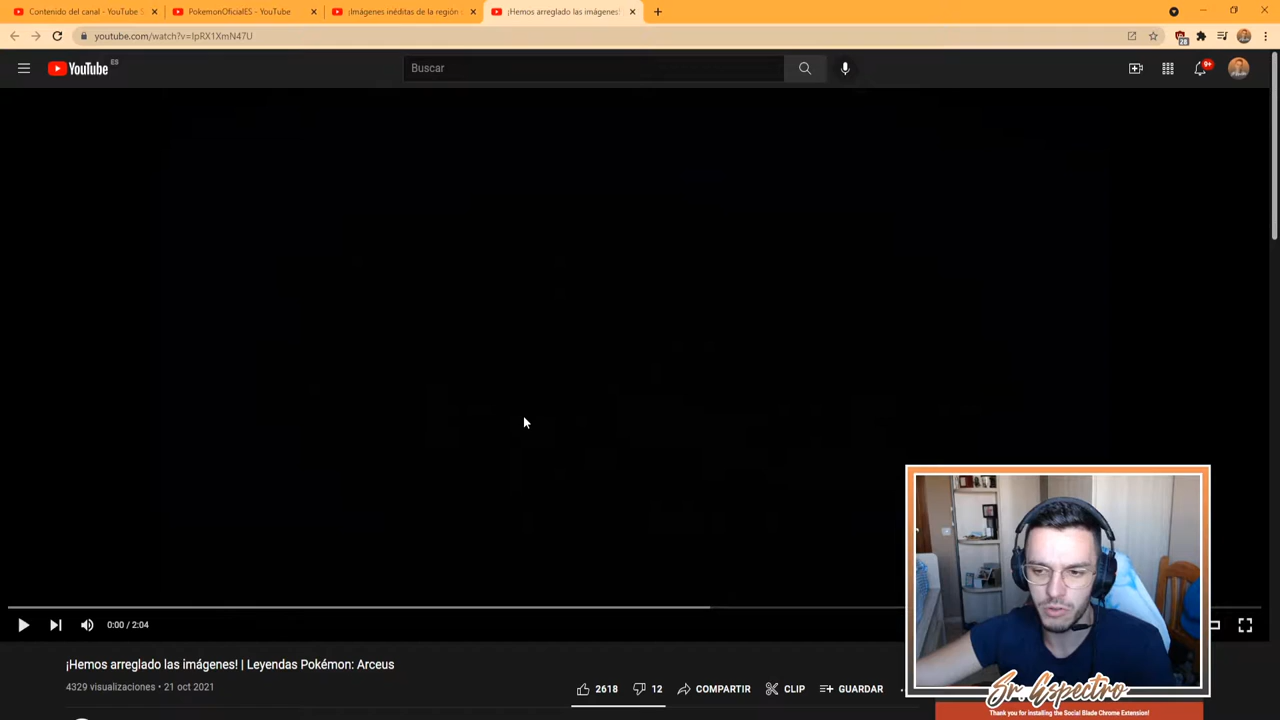 Contenido del canal - YouTube S
PokemonOficialES - YouTube
¡Imágenes inéditas de la región
¡Hemos arreglado las imágenes!
youtube.com/watch?v=IpRX1XmN47U
28
YouTube ES
Buscar
9+
0:00 / 2:04
¡Hemos arreglado las imágenes! | Leyendas Pokémon: Arceus
4329 visualizaciones • 21 oct 2021
2618
12
COMPARTIR
CLIP
GUARDAR
Sr. Espectro
Thank you for installing the Social Blade Chrome Extension!